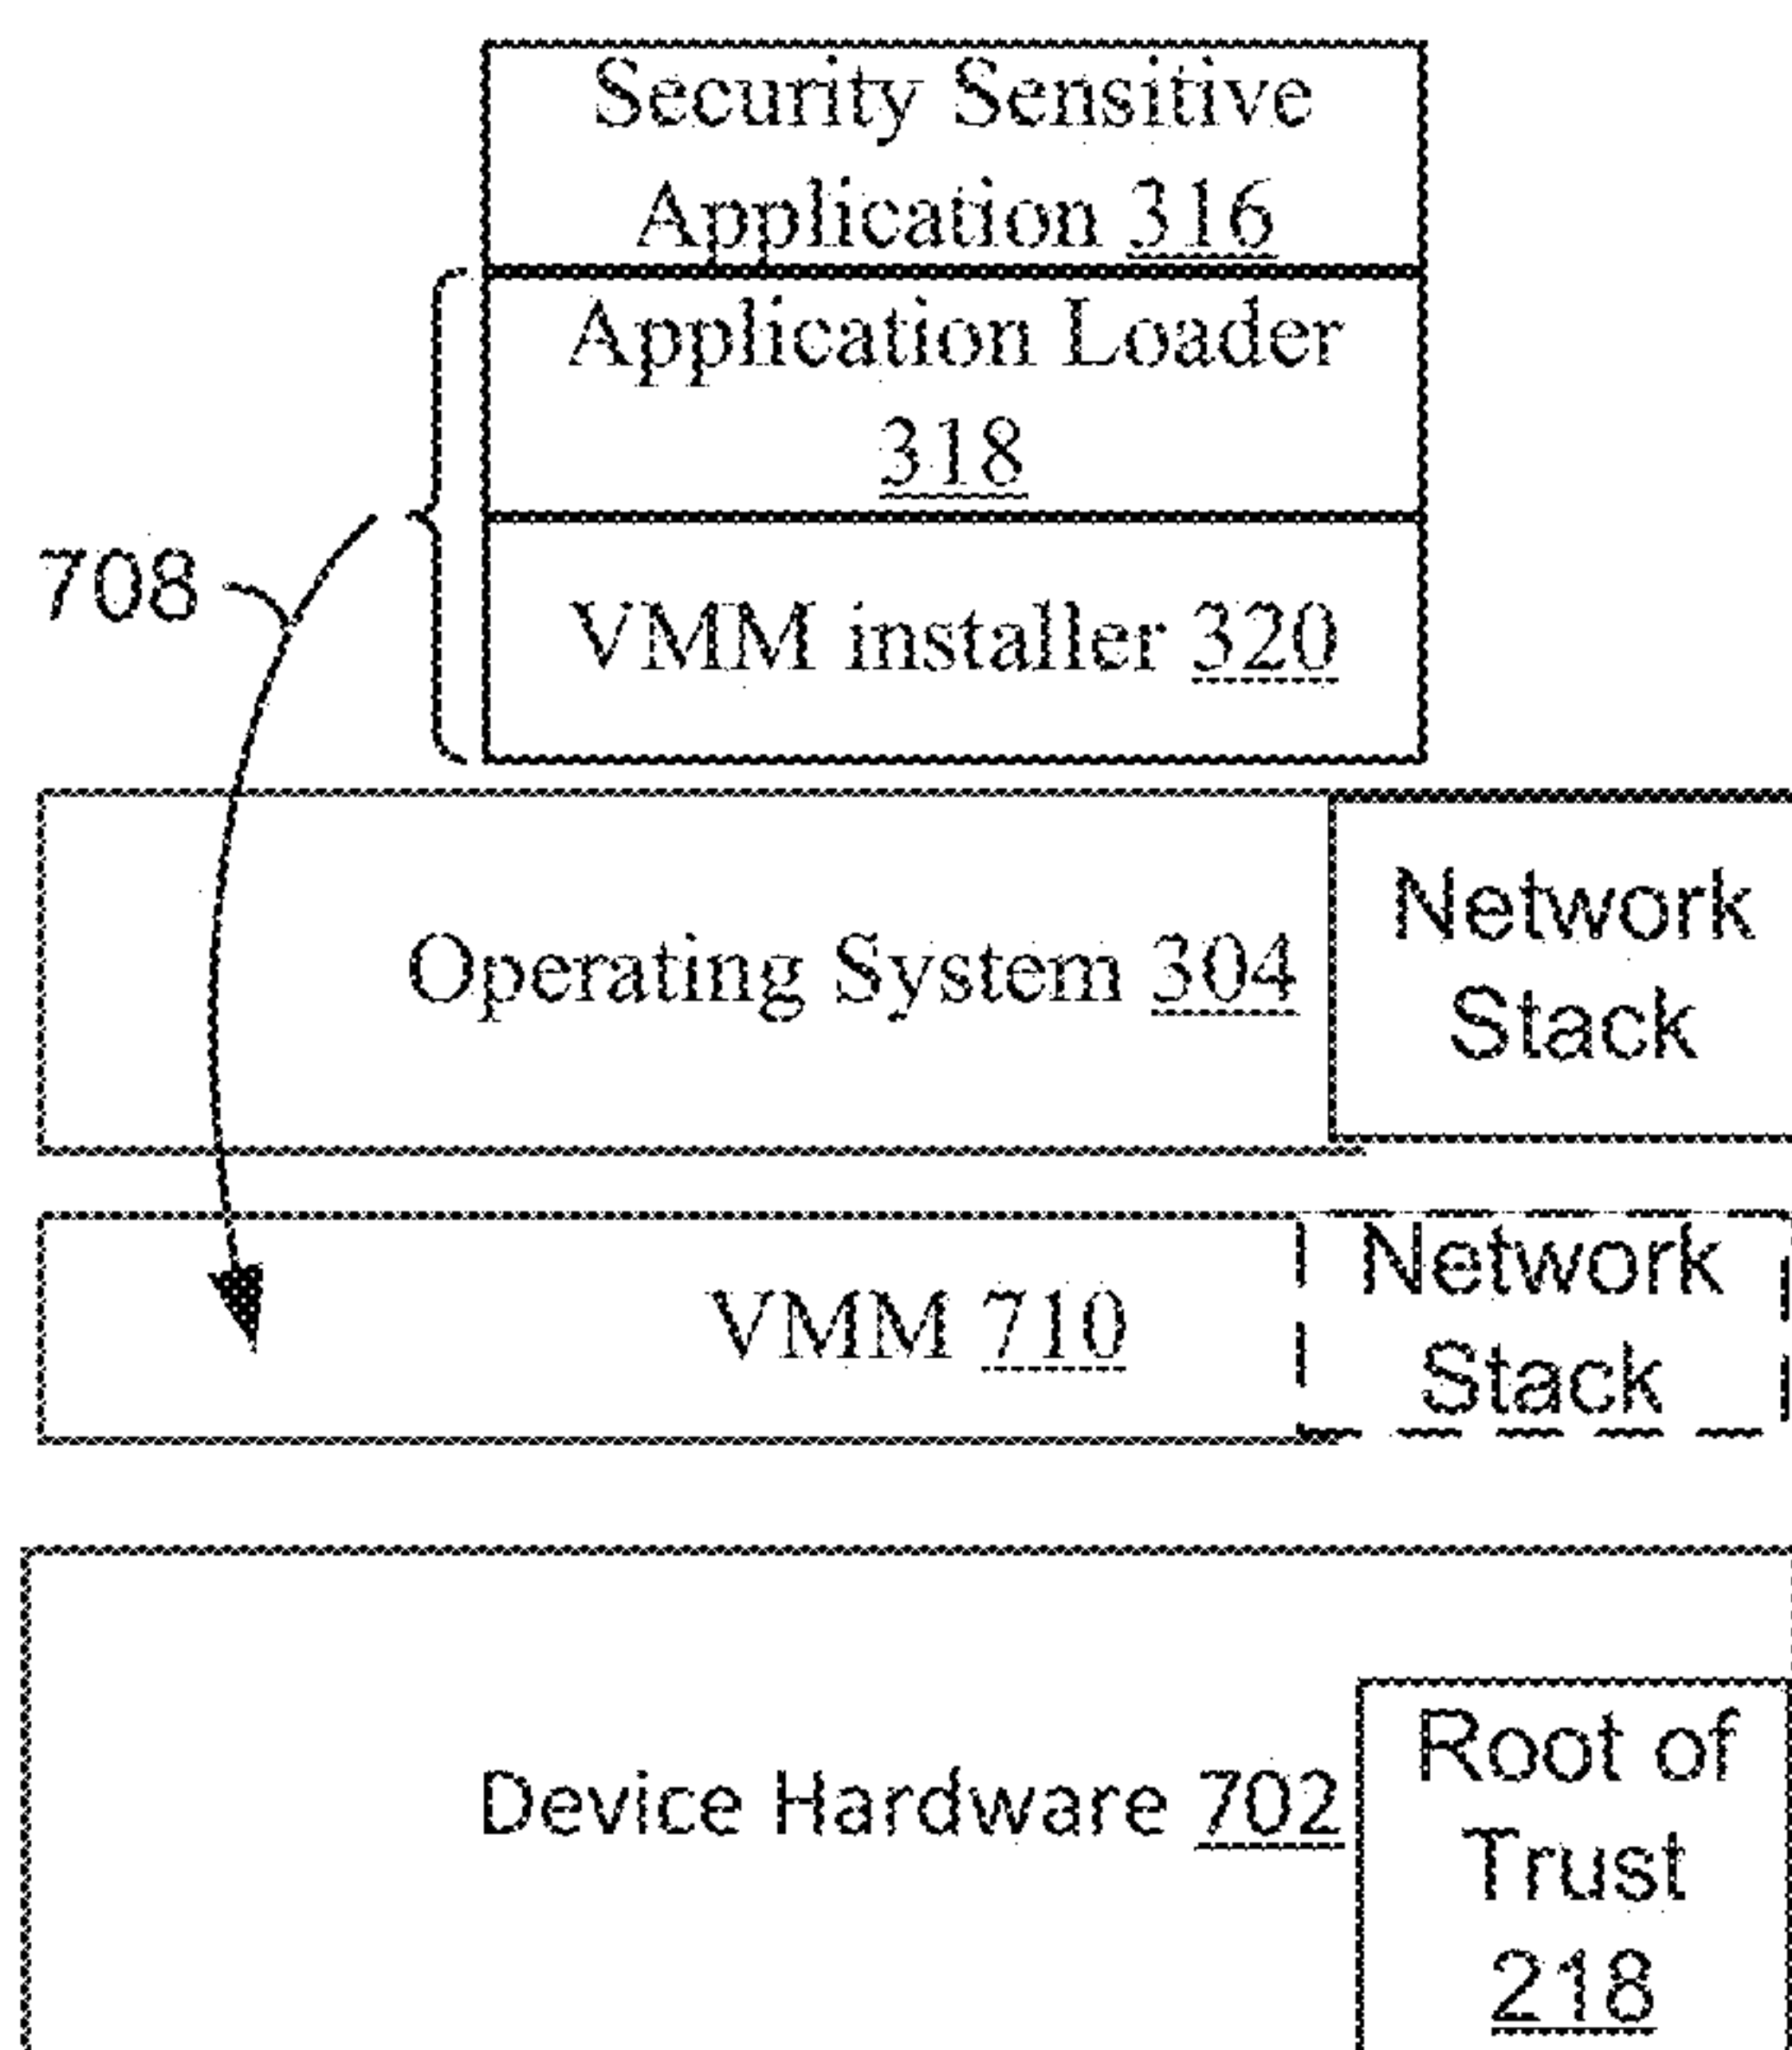 Security Sensitive
Application 316
Application Loader
318
708
VMM installer 320
Network
Operating System 304
Stack
Network
VMM 710
Stack
Root of
Device Hardware 702
Trust
218